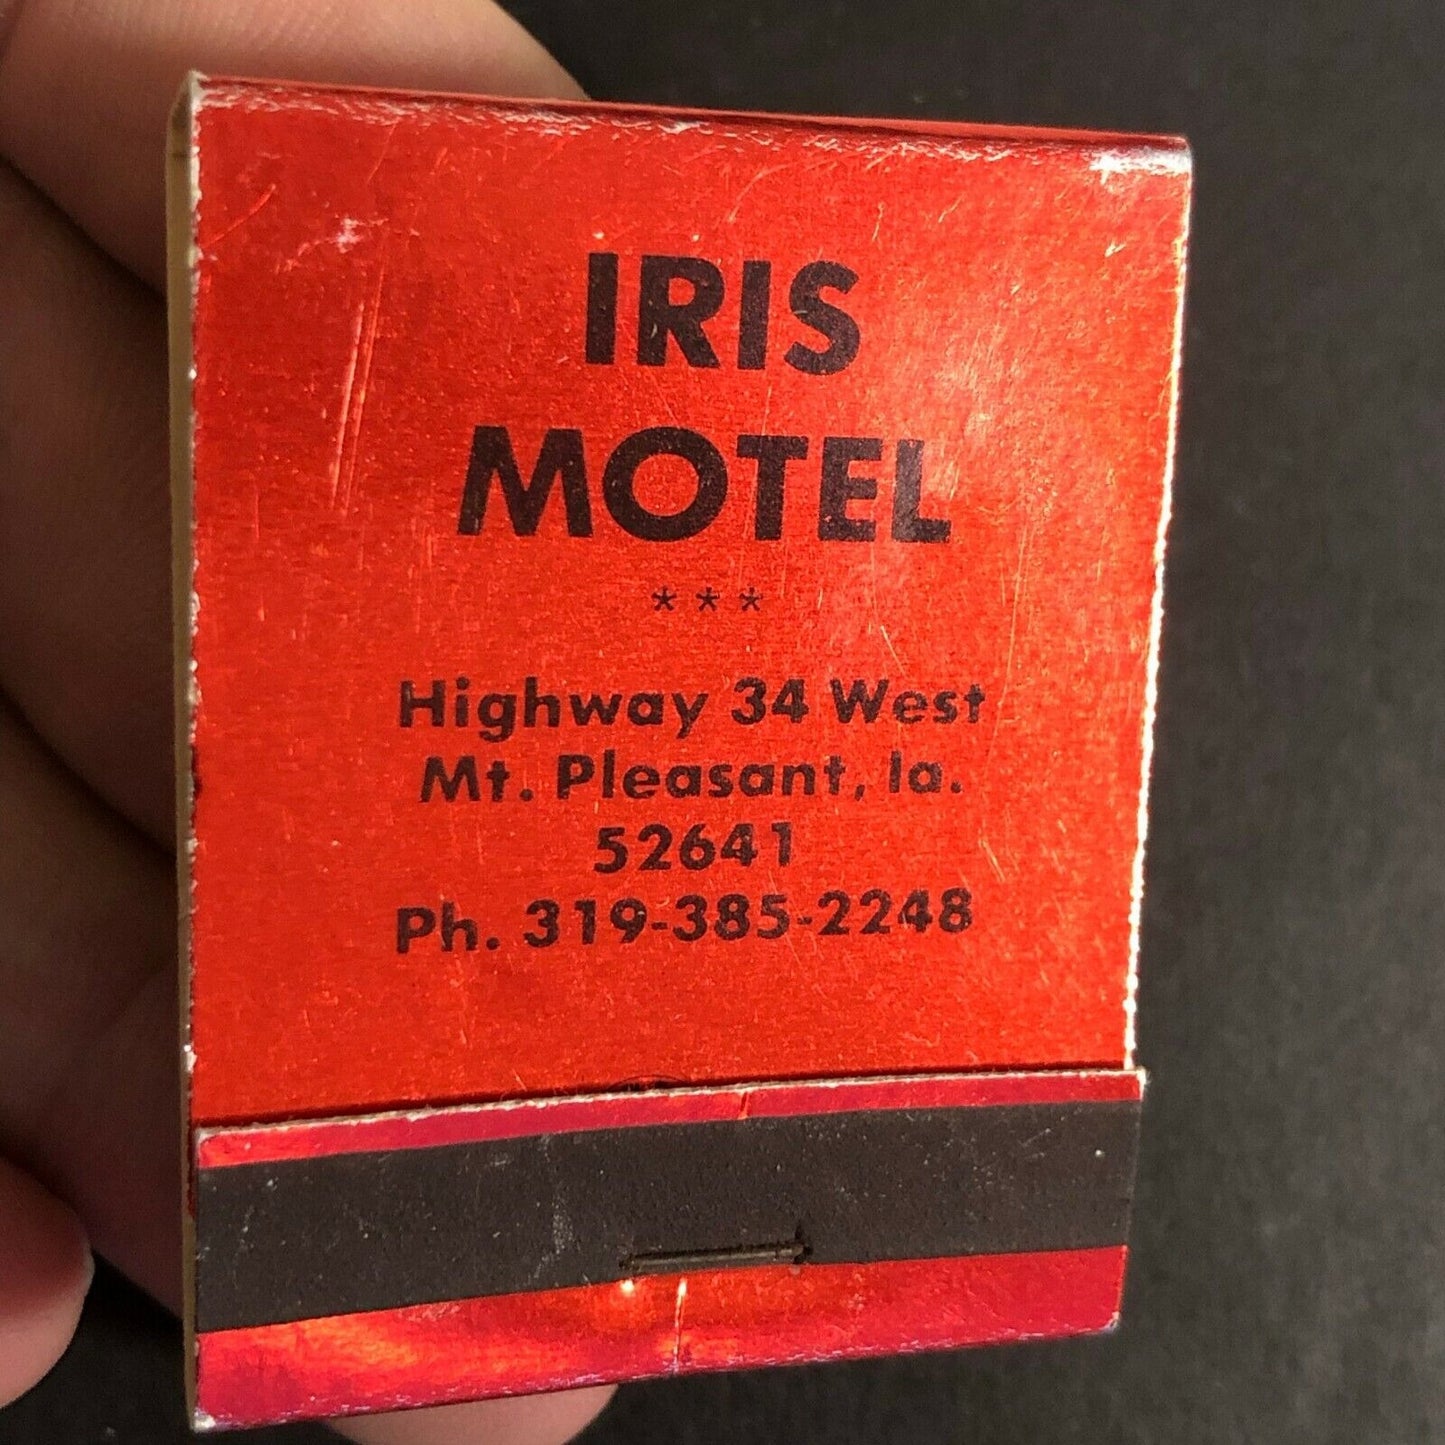 IRIS
MOTEL
***
Highway 34 West
Mt. Pleasant, Ia.
52641
Ph. 319-385-2248